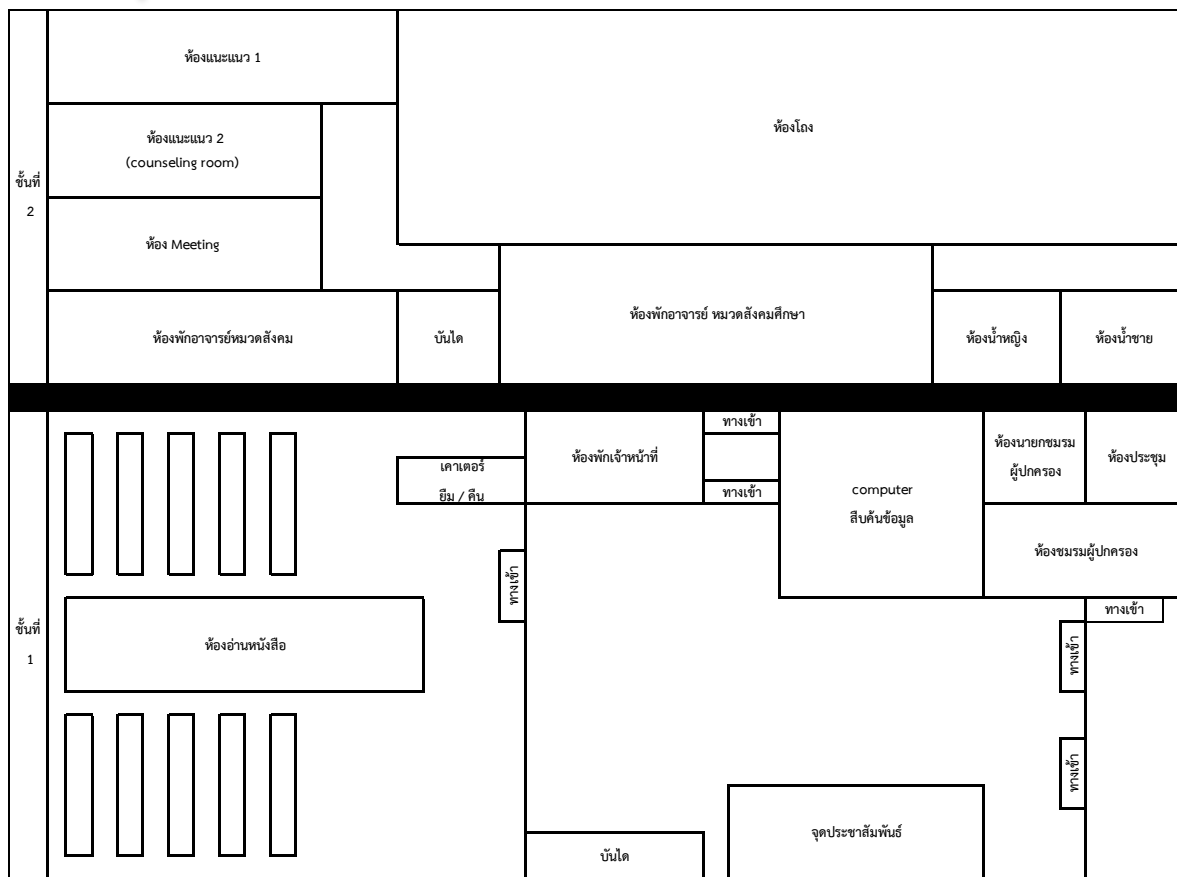 ห้องแนะแนว 1
ห้องโถง
ห้องแนะแนว 2
(counseling room)
ชั้นที่
2
ห้อง Meeting
ห้องพักอาจารย์ หมวดสังคมศึกษา
ห้องพักอาจารย์หมวดสังคม
บันได
ห้องน้ำหญิง
ห้องน้ำชาย
ทางเข้า
ห้องนายกชมรม
ผู้ปกครอง
ห้องประชุม
ห้องพักเจ้าหน้าที่
เคาเตอร์
ยืม / คืน
ทางเข้า
computer
สืบค้นข้อมูล
ห้องชมรมผู้ปกครอง
ทางเข้า
ทางเข้า
ชั้นที่
1
ห้องอ่านหนังสือ
ทางเข้า
ทางเข้า
จุดประชาสัมพันธ์
บันได